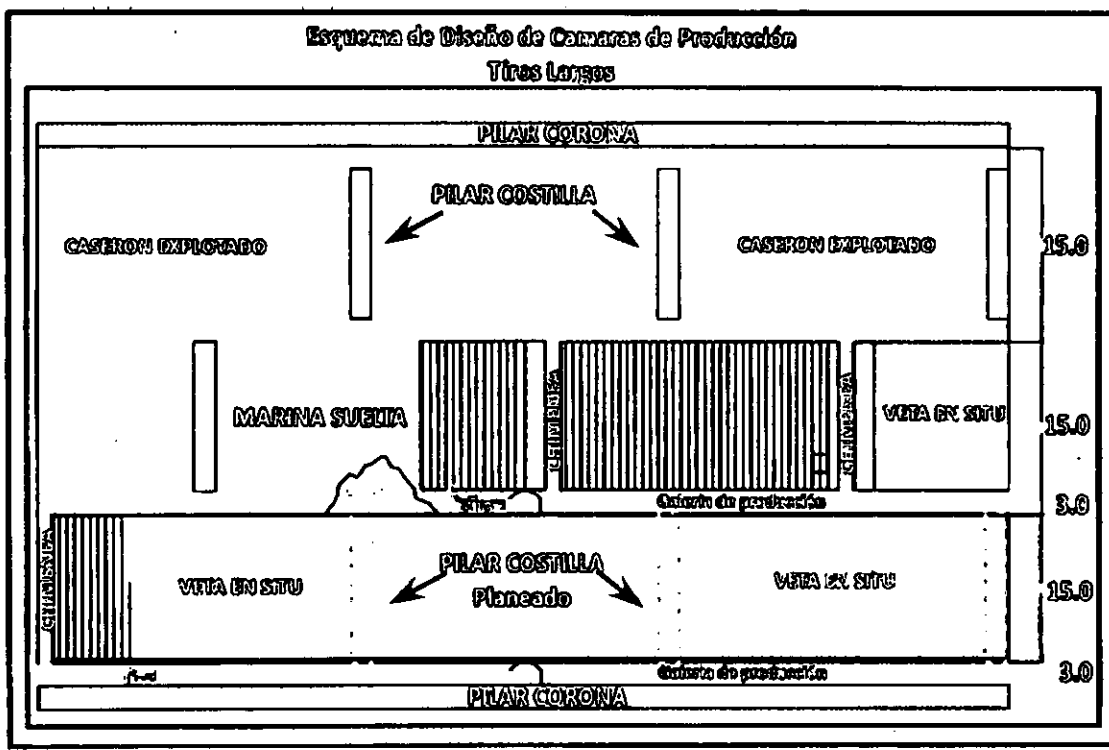 Esquema de Diseño de Camaras de Producción
Tiros Largos
PILAR CORONA
PILAR COSTILLA
CASERON EXPLOTADO
CASERON EXPLOTADO
15.0
CHIMENEA
CHIMENEA
MARINA SUELTA
VETA EN SITU
15.0
Galeria de producción
3.0
CHIMENEA
VETA EN SITU
PILAR COSTILLA
Planeado
VETA EN SITU
15.0
Galeria de producción
3.0
PILAR CORONA